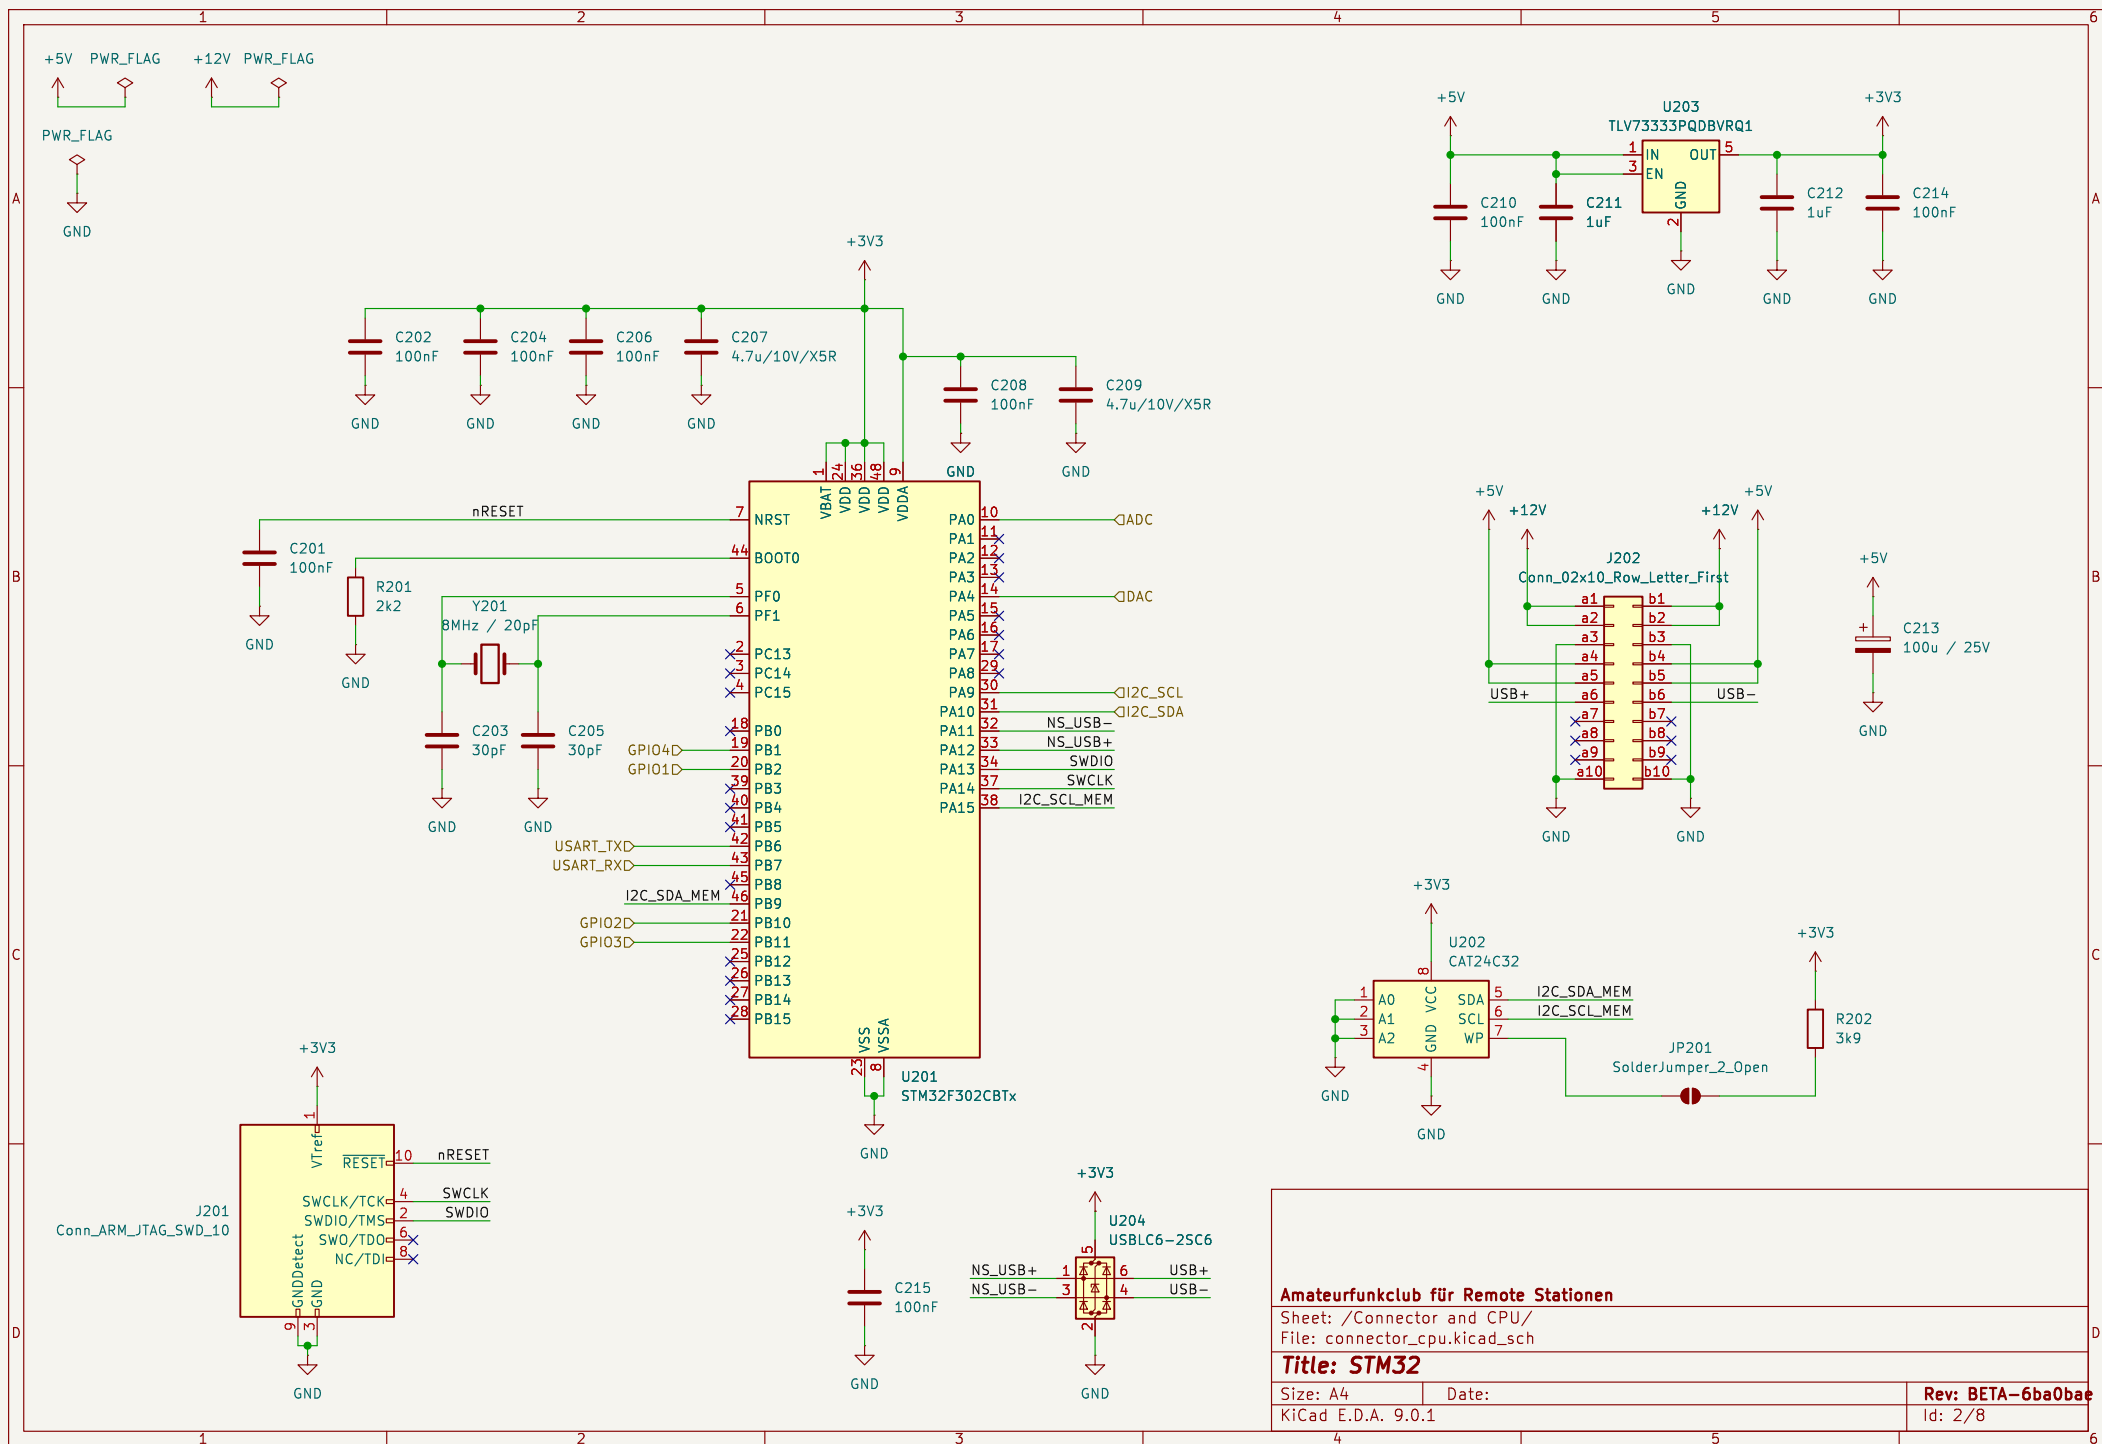 1 2 3 4 5 6
A
B
C
D
A
B
C
D
1 2 3 4 5 6
+5V PWR_FLAG
+12V PWR_FLAG
PWR_FLAG
GND
+5V
U203
TLV73333PQDBVRQ1
+3V3
1 IN
3 EN
OUT 5
GND
2
C210
100nF
C211
1uF
C212
1uF
C214
100nF
GND
GND
GND
GND
GND
+3V3
C202
100nF
C204
100nF
C206
100nF
C207
4.7u/10V/X5R
C208
100nF
C209
4.7u/10V/X5R
GND
GND
GND
GND
GND
GND
1 24 36 48 9
VBAT VDD VDD VDD VDDA
nRESET
7 NRST
44 BOOT0
5 PF0
6 PF1
2 PC13
3 PC14
4 PC15
18 PB0
GPIO4 19 PB1
GPIO1 20 PB2
39 PB3
40 PB4
41 PB5
USART_TX 42 PB6
USART_RX 43 PB7
45 PB8
I2C_SDA_MEM 46 PB9
GPIO2 21 PB10
GPIO3 22 PB11
25 PB12
26 PB13
27 PB14
28 PB15
PA0 10 ADC
PA1 11
PA2 12
PA3 13
PA4 14 DAC
PA5 15
PA6 16
PA7 17
PA8 29
PA9 30 I2C_SCL
PA10 31 I2C_SDA
PA11 32 NS_USB-
PA12 33 NS_USB+
PA13 34 SWDIO
PA14 37 SWCLK
PA15 38 I2C_SCL_MEM
VSS VSSA
23 8
U201
STM32F302CBTx
GND
C201
100nF
GND
R201
2k2
GND
Y201
8MHz / 20pF
C203
30pF
C205
30pF
GND
GND
+5V
+12V
+12V
+5V
J202
Conn_02x10_Row_Letter_First
a1 b1
a2 b2
a3 b3
a4 b4
a5 b5
USB+ a6 b6 USB-
a7 b7
a8 b8
a9 b9
a10 b10
GND
GND
+5V
+
C213
100u / 25V
GND
+3V3
U202
CAT24C32
8
VCC
1 A0
2 A1
3 A2
SDA 5 I2C_SDA_MEM
SCL 6 I2C_SCL_MEM
WP 7
GND
4
GND
GND
+3V3
R202
3k9
JP201
SolderJumper_2_Open
+3V3
1
VTref
RESET 10 nRESET
SWCLK/TCK 4 SWCLK
SWDIO/TMS 2 SWDIO
SWO/TDO 6
NC/TDI 8
GNDDetect GND
9 3
J201
Conn_ARM_JTAG_SWD_10
GND
+3V3
C215
100nF
GND
+3V3
U204
USBLC6-2SC6
5
NS_USB+ 1 6 USB+
NS_USB- 3 4 USB-
2
GND
Amateurfunkclub für Remote Stationen
Sheet: /Connector and CPU/
File: connector_cpu.kicad_sch
Title: STM32
Size: A4 Date: Rev: BETA-6ba0bae
KiCad E.D.A. 9.0.1 Id: 2/8